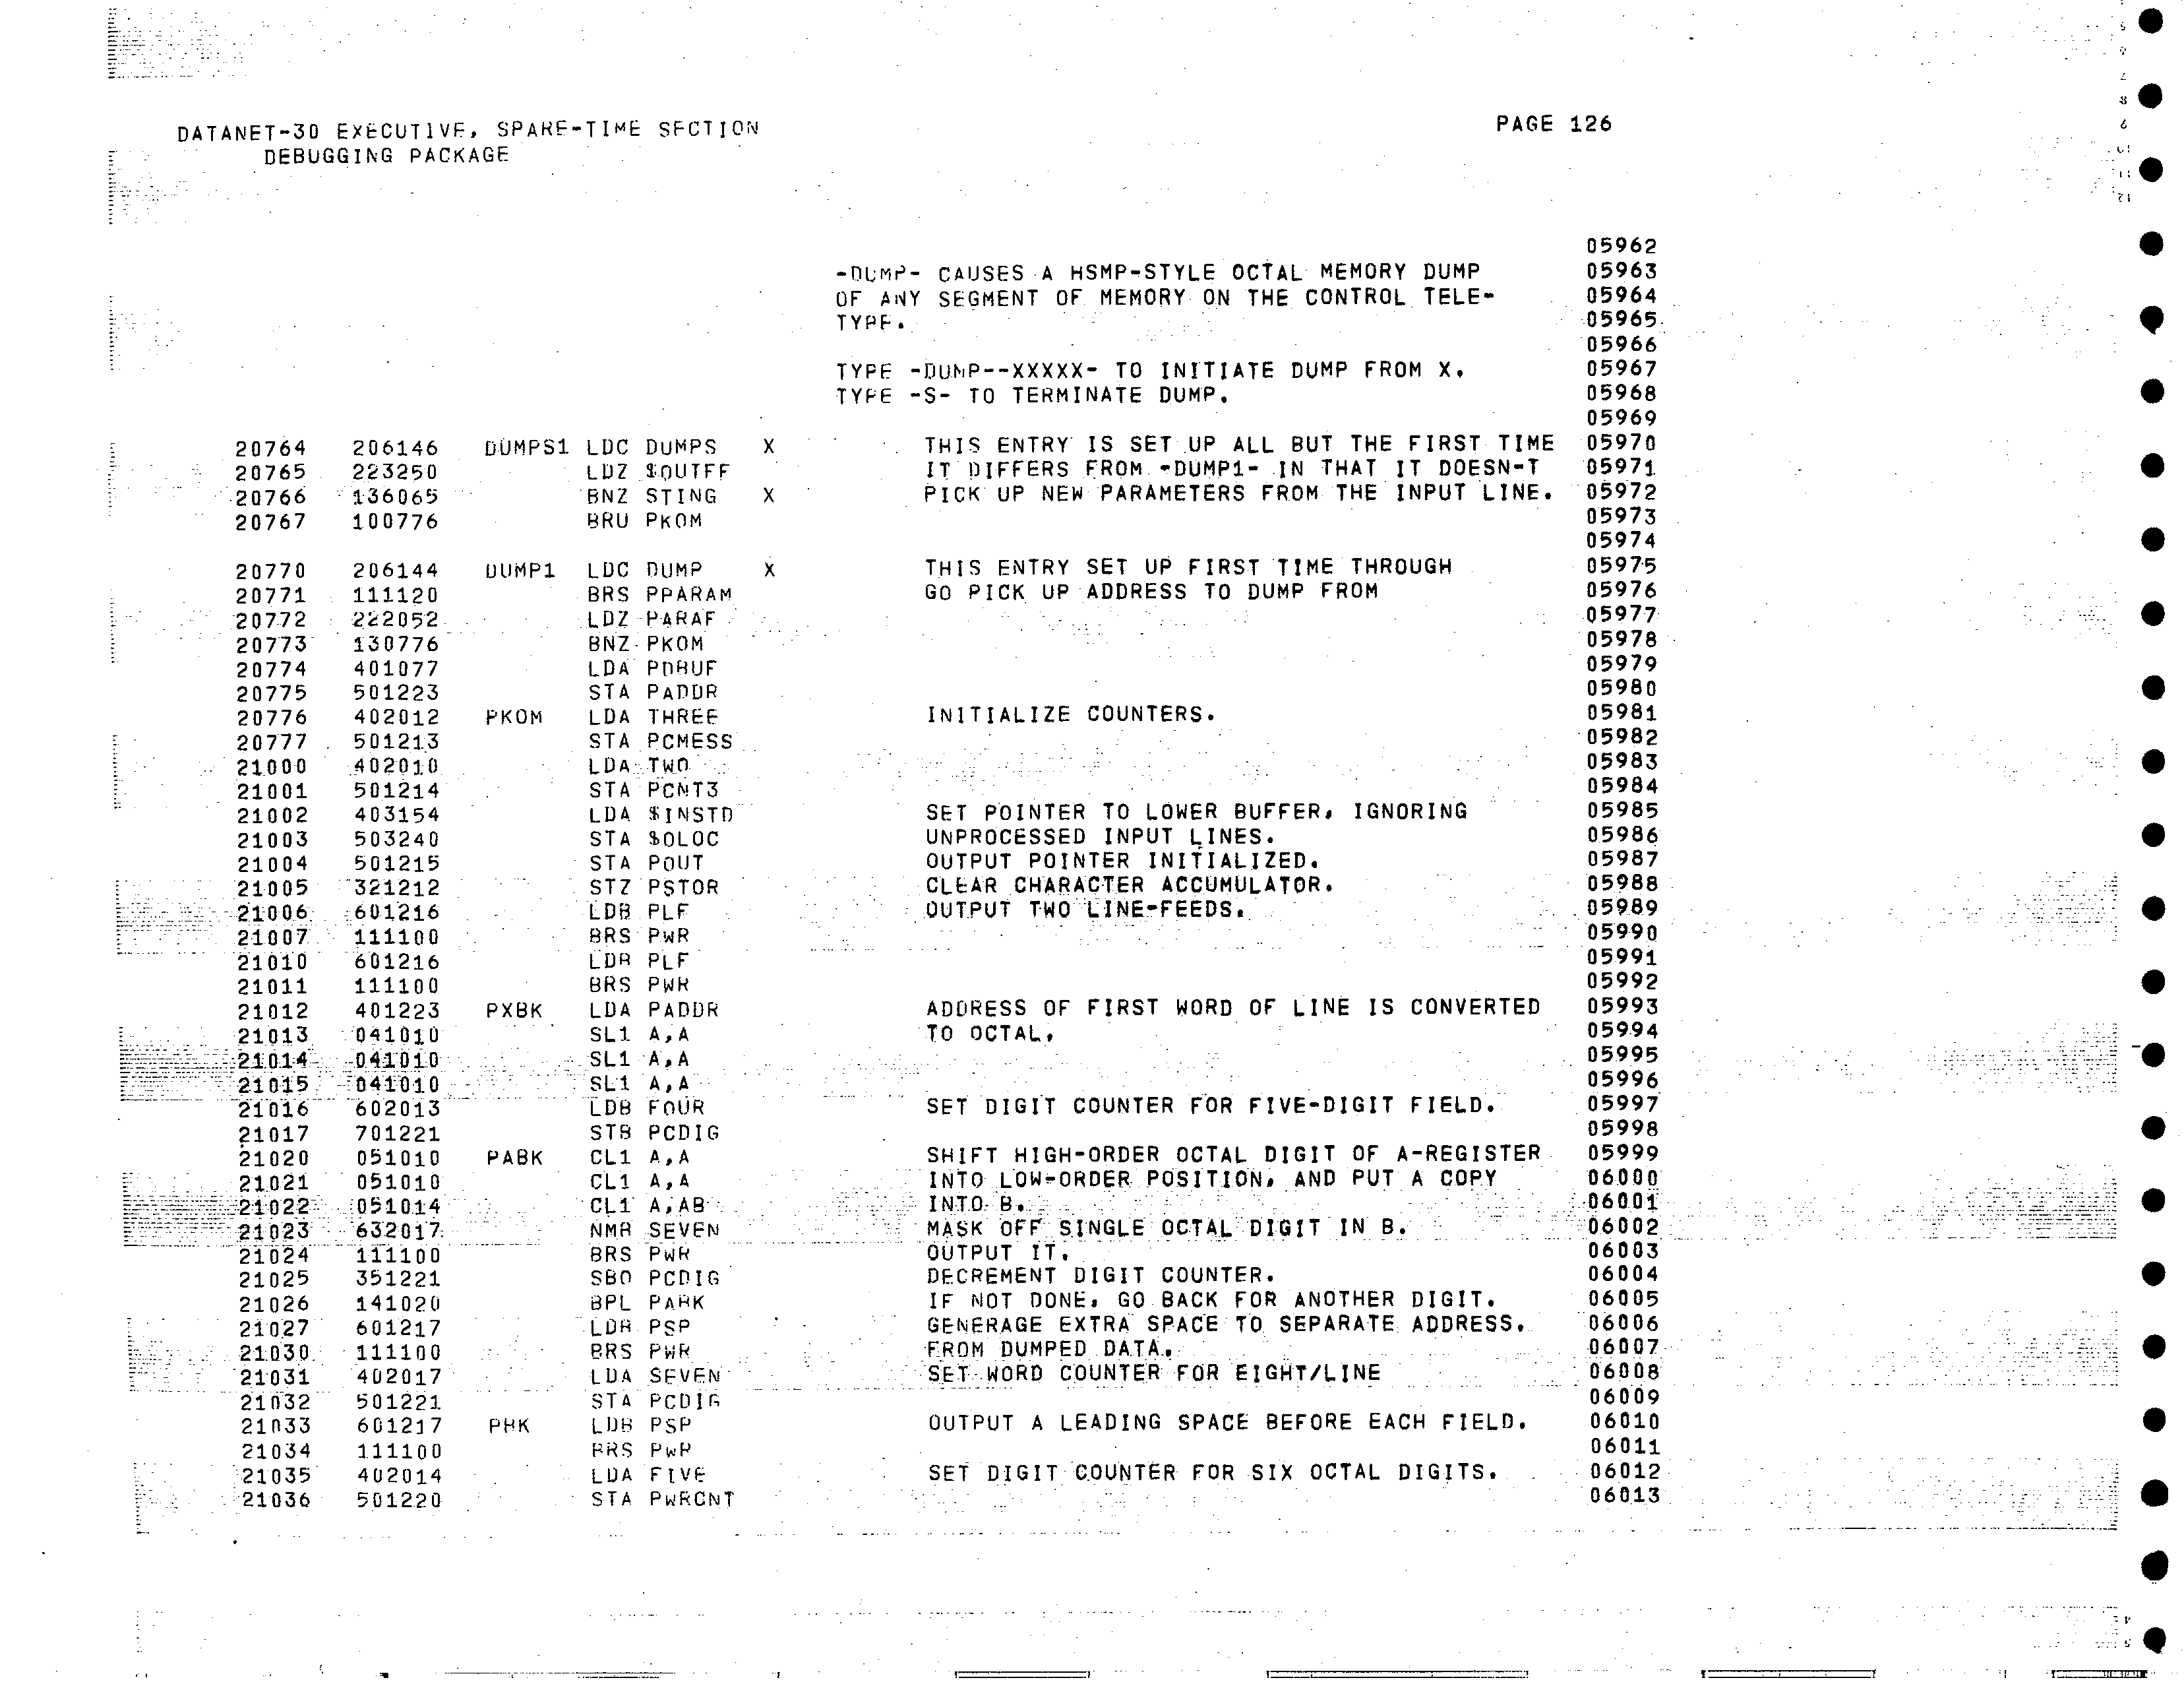 DATANET-30 EXECUTIVE, SPARE-TIME SECTION PAGE 126
DEBUGGING PACKAGE
05962
-DUMP- CAUSES A HSMP-STYLE OCTAL MEMORY DUMP 05963
OF ANY SEGMENT OF MEMORY ON THE CONTROL TELE- 05964
TYPE. 05965
05966
TYPE -DUMP--XXXXX- TO INITIATE DUMP FROM X. 05967
TYPE -S- TO TERMINATE DUMP. 05968
05969
20764 206146 DUMPS1 LDC DUMPS X THIS ENTRY IS SET UP ALL BUT THE FIRST TIME 05970
20765 223250 LDZ $OUTFF IT DIFFERS FROM -DUMP1- IN THAT IT DOESN-T 05971
20766 136065 BNZ STING X PICK UP NEW PARAMETERS FROM THE INPUT LINE. 05972
20767 100776 BRU PKOM 05973
05974
20770 206144 DUMP1 LDC DUMP X THIS ENTRY SET UP FIRST TIME THROUGH 05975
20771 111120 BRS PPARAM GO PICK UP ADDRESS TO DUMP FROM 05976
20772 222052 LDZ PARAF 05977
20773 130776 BNZ PKOM 05978
20774 401077 LDA PDBUF 05979
20775 501223 STA PADDR 05980
20776 402012 PKOM LDA THREE INITIALIZE COUNTERS. 05981
20777 501213 STA PCMESS 05982
21000 402010 LDA TWO 05983
21001 501214 STA PCNT3 05984
21002 403154 LDA $INSTD SET POINTER TO LOWER BUFFER, IGNORING 05985
21003 503240 STA $OLOC UNPROCESSED INPUT LINES. 05986
21004 501215 STA POUT OUTPUT POINTER INITIALIZED. 05987
21005 321212 STZ PSTOR CLEAR CHARACTER ACCUMULATOR. 05988
21006 601216 LDB PLF OUTPUT TWO LINE-FEEDS. 05989
21007 111100 BRS PWR 05990
21010 601216 LDB PLF 05991
21011 111100 BRS PWR 05992
21012 401223 PXBK LDA PADDR ADDRESS OF FIRST WORD OF LINE IS CONVERTED 05993
21013 041010 SL1 A,A TO OCTAL. 05994
21014 041010 SL1 A,A 05995
21015 041010 SL1 A,A 05996
21016 602013 LDB FOUR SET DIGIT COUNTER FOR FIVE-DIGIT FIELD. 05997
21017 701221 STB PCDIG 05998
21020 051010 PABK CL1 A,A SHIFT HIGH-ORDER OCTAL DIGIT OF A-REGISTER 05999
21021 051010 CL1 A,A INTO LOW-ORDER POSITION, AND PUT A COPY 06000
21022 051014 CL1 A,AB INTO B. 06001
21023 632017 NMB SEVEN MASK OFF SINGLE OCTAL DIGIT IN B. 06002
21024 111100 BRS PWR OUTPUT IT. 06003
21025 351221 SBO PCDIG DECREMENT DIGIT COUNTER. 06004
21026 141020 BPL PABK IF NOT DONE, GO BACK FOR ANOTHER DIGIT. 06005
21027 601217 LDB PSP GENERAGE EXTRA SPACE TO SEPARATE ADDRESS. 06006
21030 111100 BRS PWR FROM DUMPED DATA. 06007
21031 402017 LDA SEVEN SET WORD COUNTER FOR EIGHT/LINE 06008
21032 501221 STA PCDIG 06009
21033 601217 PBK LDB PSP OUTPUT A LEADING SPACE BEFORE EACH FIELD. 06010
21034 111100 BRS PWR 06011
21035 402014 LDA FIVE SET DIGIT COUNTER FOR SIX OCTAL DIGITS. 06012
21036 501220 STA PWRCNT 06013